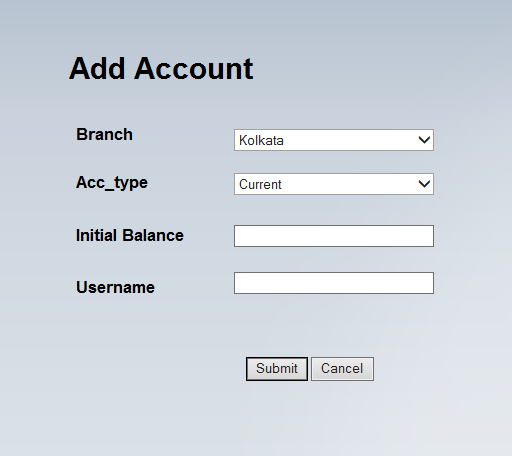 Add Account
Branch Kolkata
Acc_type Current
Initial Balance
Username
Submit Cancel